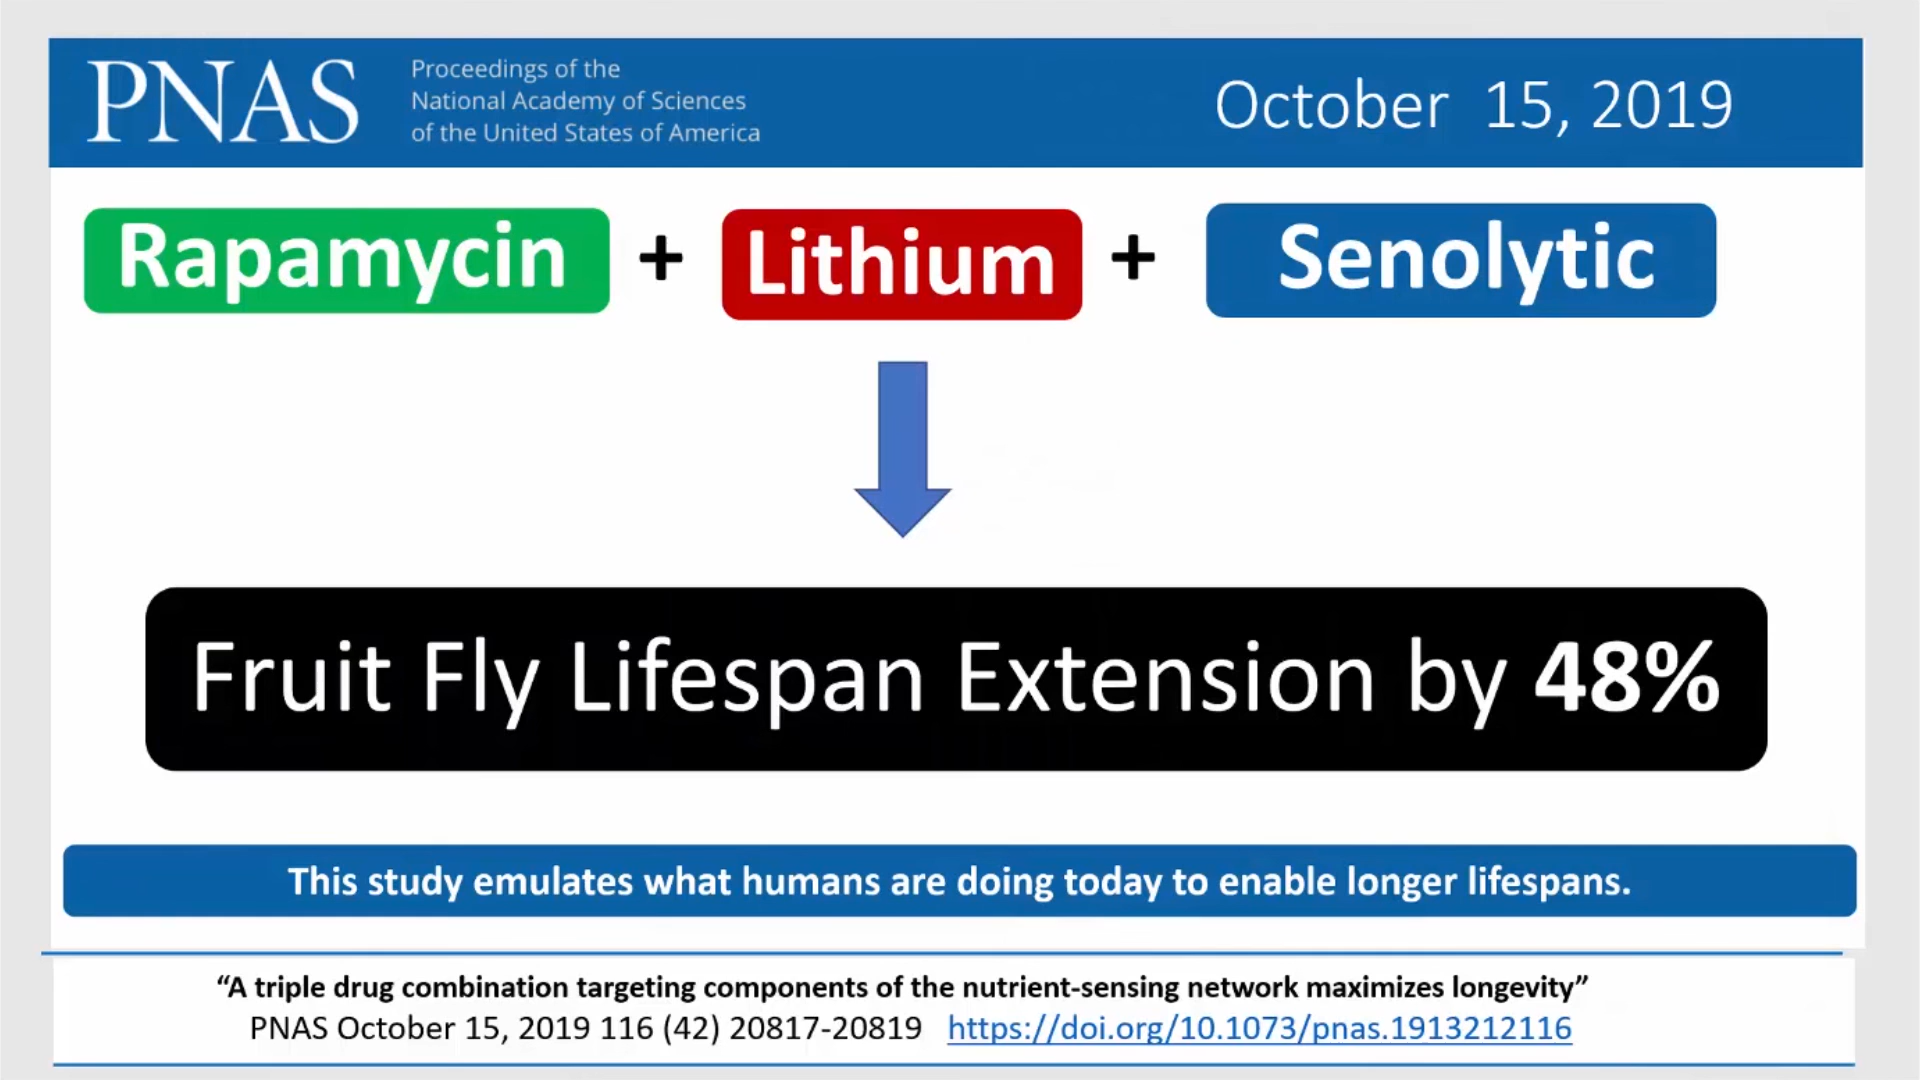 PNAS
Proceedings of the
National Academy of Sciences
of the United States of America
October 15, 2019
Rapamycin + Lithium + Senolytic
Fruit Fly Lifespan Extension by 48%
This study emulates what humans are doing today to enable longer lifespans.
“A triple drug combination targeting components of the nutrient-sensing network maximizes longevity”
PNAS October 15, 2019 116 (42) 20817-20819 https://doi.org/10.1073/pnas.1913212116